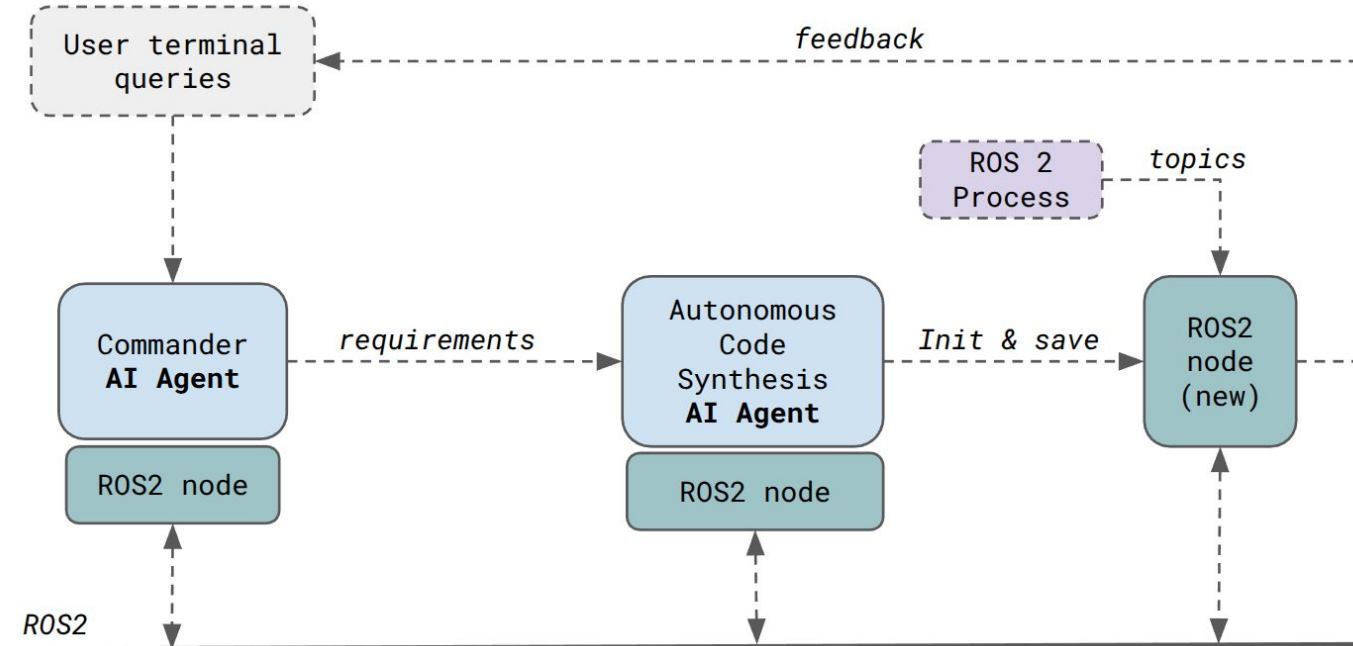 User terminal
queries
feedback
ROS 2
Process
topics
Commander
AI Agent
requirements
Autonomous
Code
Synthesis
AI Agent
Init & save
ROS2
node
(new)
ROS2 node
ROS2 node
ROS2